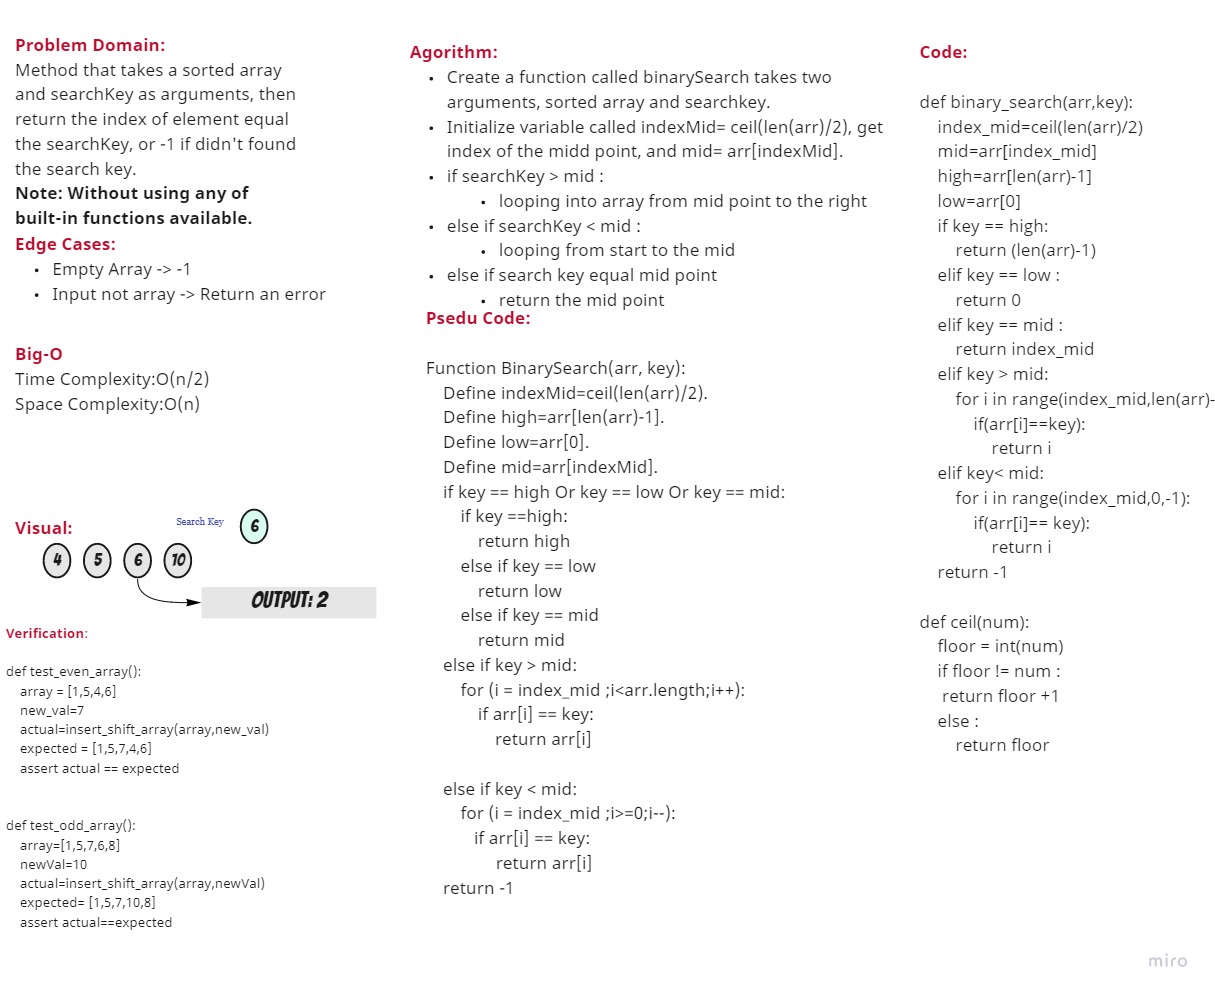 Problem Domain:
Method that takes a sorted array
and searchKey as arguments, then
return the index of element equal
the searchKey, or -1 if didn't found
the search key.
Note: Without using any of
built-in functions available.
Edge Cases:
• Empty Array -> -1
• Input not array -> Return an error
Big-O
Time Complexity:O(n/2)
Space Complexity:O(n)
Visual:
Search Key
6
4 5 6 10
OUTPUT: 2
Verification:
def test_even_array():
array = [1,5,4,6]
new_val=7
actual=insert_shift_array(array,new_val)
expected = [1,5,7,4,6]
assert actual == expected
def test_odd_array():
array=[1,5,7,6,8]
newVal=10
actual=insert_shift_array(array,newVal)
expected= [1,5,7,10,8]
assert actual==expected
Agorithm:
• Create a function called binarySearch takes two
arguments, sorted array and searchkey.
• Initialize variable called indexMid= ceil(len(arr)/2), get
index of the midd point, and mid= arr[indexMid].
• if searchKey > mid :
• looping into array from mid point to the right
• else if searchKey < mid :
• looping from start to the mid
• else if search key equal mid point
• return the mid point
Psedu Code:
Function BinarySearch(arr, key):
Define indexMid=ceil(len(arr)/2).
Define high=arr[len(arr)-1].
Define low=arr[0].
Define mid=arr[indexMid].
if key == high Or key == low Or key == mid:
if key ==high:
return high
else if key == low
return low
else if key == mid
return mid
else if key > mid:
for (i = index_mid ;i<arr.length;i++):
if arr[i] == key:
return arr[i]
else if key < mid:
for (i = index_mid ;i>=0;i--):
if arr[i] == key:
return arr[i]
return -1
Code:
def binary_search(arr,key):
index_mid=ceil(len(arr)/2)
mid=arr[index_mid]
high=arr[len(arr)-1]
low=arr[0]
if key == high:
return (len(arr)-1)
elif key == low :
return 0
elif key == mid :
return index_mid
elif key > mid:
for i in range(index_mid,len(arr)-
if(arr[i]==key):
return i
elif key< mid:
for i in range(index_mid,0,-1):
if(arr[i]== key):
return i
return -1
def ceil(num):
floor = int(num)
if floor != num :
return floor +1
else :
return floor
miro